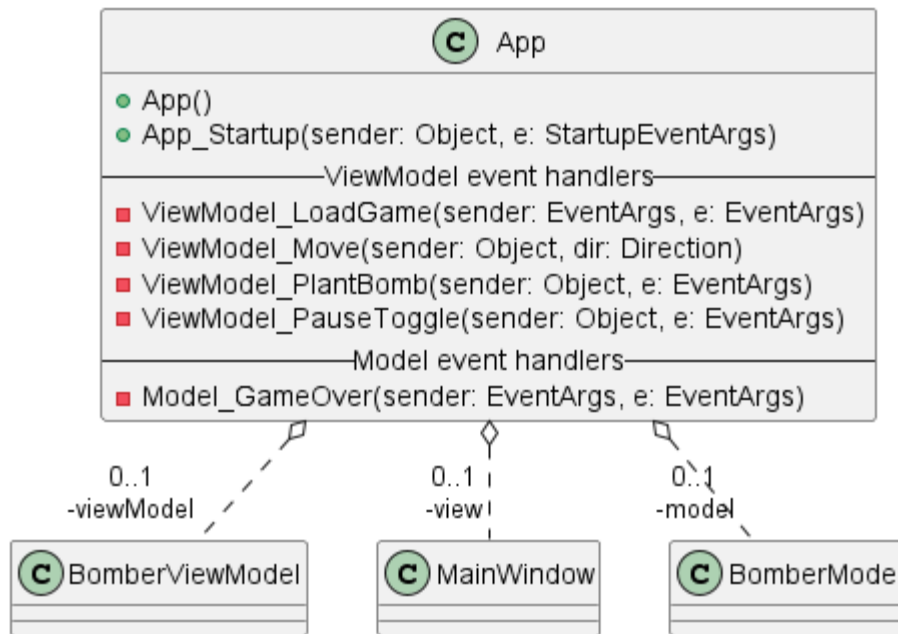 C App
App()
App_Startup(sender: Object, e: StartupEventArgs)
ViewModel event handlers
ViewModel_LoadGame(sender: EventArgs, e: EventArgs)
ViewModel_Move(sender: Object, dir: Direction)
ViewModel_PlantBomb(sender: Object, e: EventArgs)
ViewModel_PauseToggle(sender: Object, e: EventArgs)
Model event handlers
Model_GameOver(sender: EventArgs, e: EventArgs)
0..1
-viewModel
0..1
-view
0..1
-model
C BomberViewModel
C MainWindow
C BomberMode